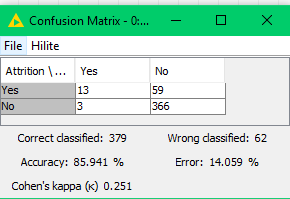 Confusion Matrix - 0:...
File Hilite
Attrition \ ... Yes No
Yes 13 59
No 3 366
Correct classified: 379 Wrong classified: 62
Accuracy: 85.941 % Error: 14.059 %
Cohen's kappa (κ) 0.251